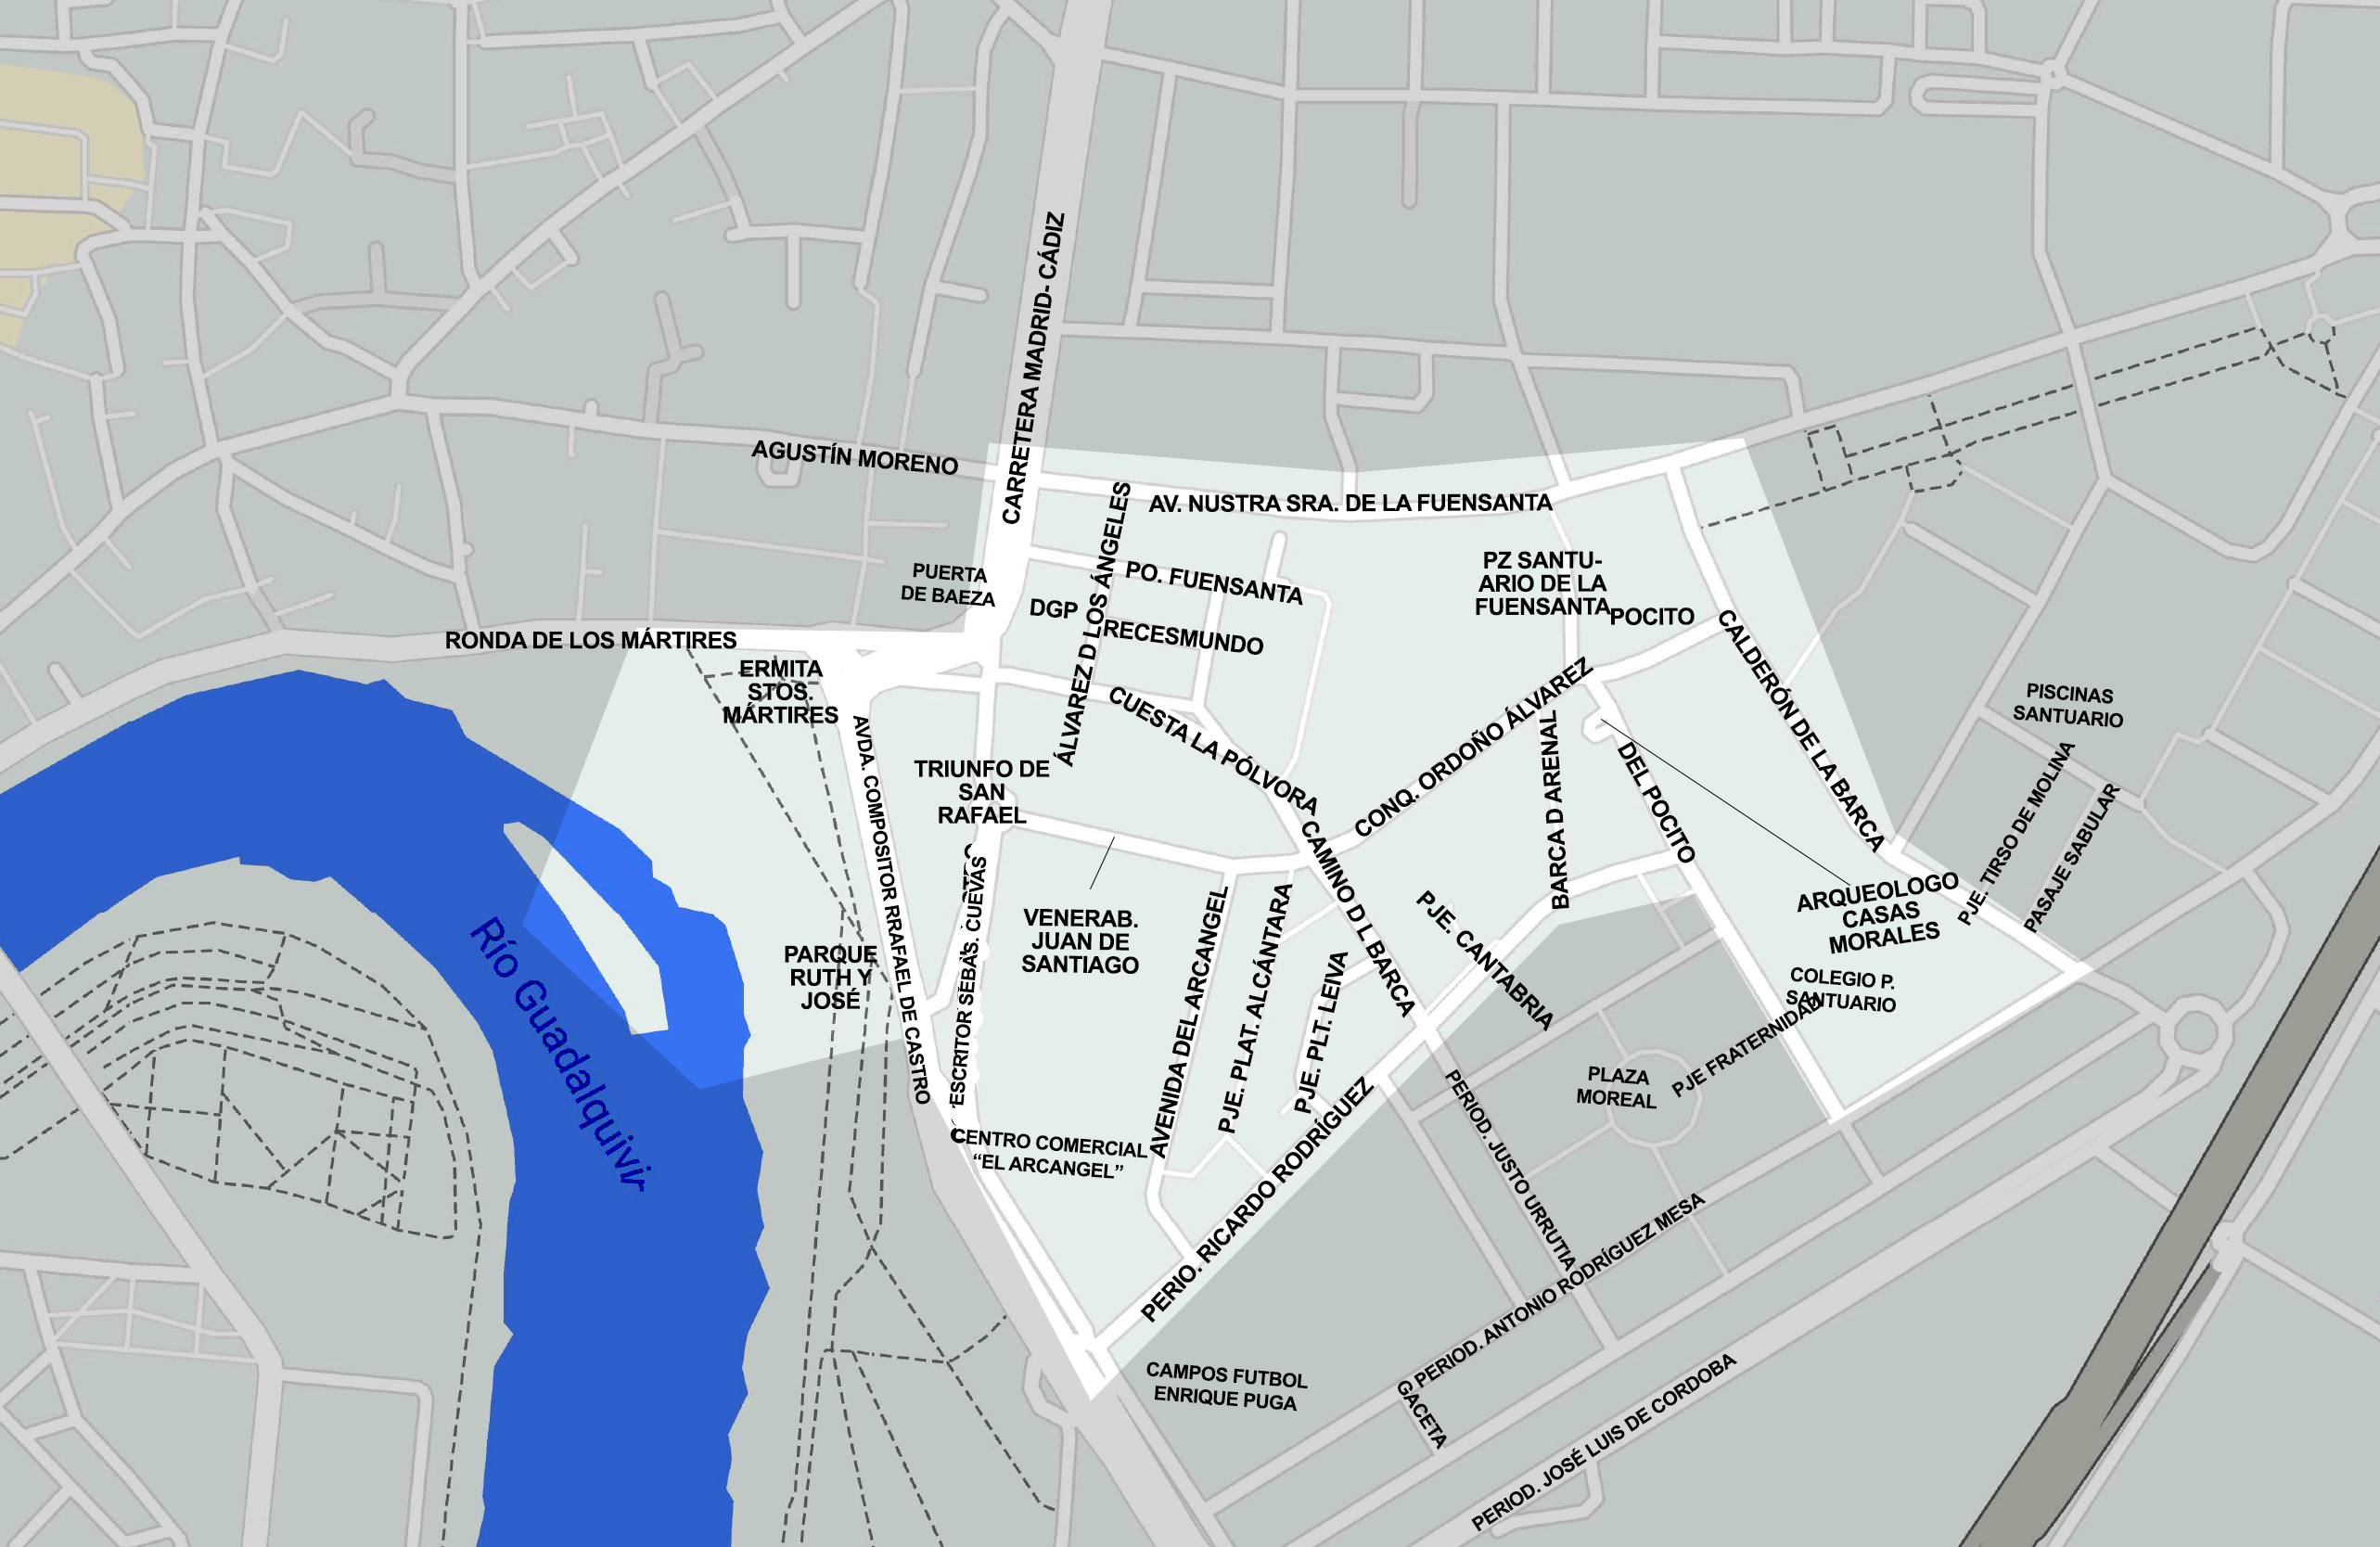 CARRETERA MADRID- CÁDIZ
AGUSTÍN MORENO
AV. NUSTRA SRA. DE LA FUENSANTA
ÁLVAREZ D LOS ÁNGELES
PUERTA
DE BAEZA
PO. FUENSANTA
DGP
RECESMUNDO
PZ SANTU-
ARIO DE LA
FUENSANTA
POCITO
RONDA DE LOS MÁRTIRES
ERMITA
STOS.
MÁRTIRES
CUESTA LA PÓLVORA
CONQ. ORDOÑO ÁLVAREZ
CALDERÓN DE LA BARCA
BARCA D ARENAL
DEL POCITO
PISCINAS
SANTUARIO
PJE. TIRSO DE MOLINA
PASAJE SABULAR
AVDA. COMPOSITOR RRAFAEL DE CASTRO
TRIUNFO DE
SAN
RAFAEL
ESCRITOR SEBAS. CUEVAS
CAMINO D L BARCA
VENERAB.
JUAN DE
SANTIAGO
AVENIDA DEL ARCANGEL
PJE. PLAT. ALCÁNTARA
PJE. PLT. LEIVA
PJE. CANTABRIA
ARQUEOLOGO
CASAS
MORALES
PARQUE
RUTH Y
JOSÉ
COLEGIO P.
SANTUARIO
PJE FRATERNIDAD
PLAZA
MOREAL
Río Guadalquivir
CENTRO COMERCIAL
“EL ARCANGEL”
PERIO. RICARDO RODRÍGUEZ
PERIOD. JUSTO URRUTIA
PERIOD. ANTONIO RODRÍGUEZ MESA
CAMPOS FUTBOL
ENRIQUE PUGA
GACETA
PERIOD. JOSÉ LUIS DE CORDOBA